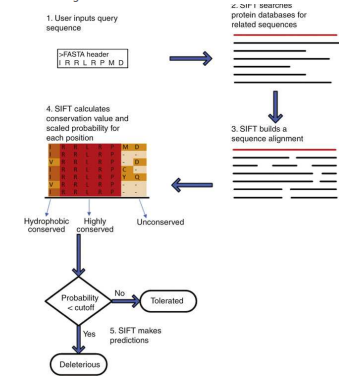 1. User inputs query
sequence
>FASTA header
I R R L R P M D
2. SIFT searches
protein databases for
related sequences
3. SIFT builds a
sequence alignment
4. SIFT calculates
conservation value and
scaled probability for
each position
I R R L R P M D
I R R L R P - -
V R R L R P - D
I R R L R P C -
I R R L R P Y Q
V R R L R P - -
I R R L R P - -
Hydrophobic
conserved
Highly
conserved
Unconserved
Probability
< cutoff
No
Tolerated
Yes
5. SIFT makes
predictions
Deleterious